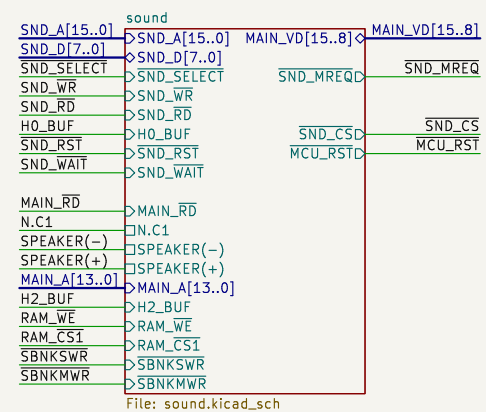 sound
SND_A[15..0] SND_A[15..0] MAIN_VD[15..8] MAIN_VD[15..8]
SND_D[7..0] SND_D[7..0]
SND_SELECT SND_SELECT SND_MREQ SND_MREQ
SND_WR SND_WR
SND_RD SND_RD
H0_BUF H0_BUF SND_CS SND_CS
SND_RST SND_RST MCU_RST MCU_RST
SND_WAIT SND_WAIT
MAIN_RD MAIN_RD
N.C1 N.C1
SPEAKER(-) SPEAKER(-)
SPEAKER(+) SPEAKER(+)
MAIN_A[13..0] MAIN_A[13..0]
H2_BUF H2_BUF
RAM_WE RAM_WE
RAM_CS1 RAM_CS1
SBNKSWR SBNKSWR
SBNKMWR SBNKMWR
File: sound.kicad_sch